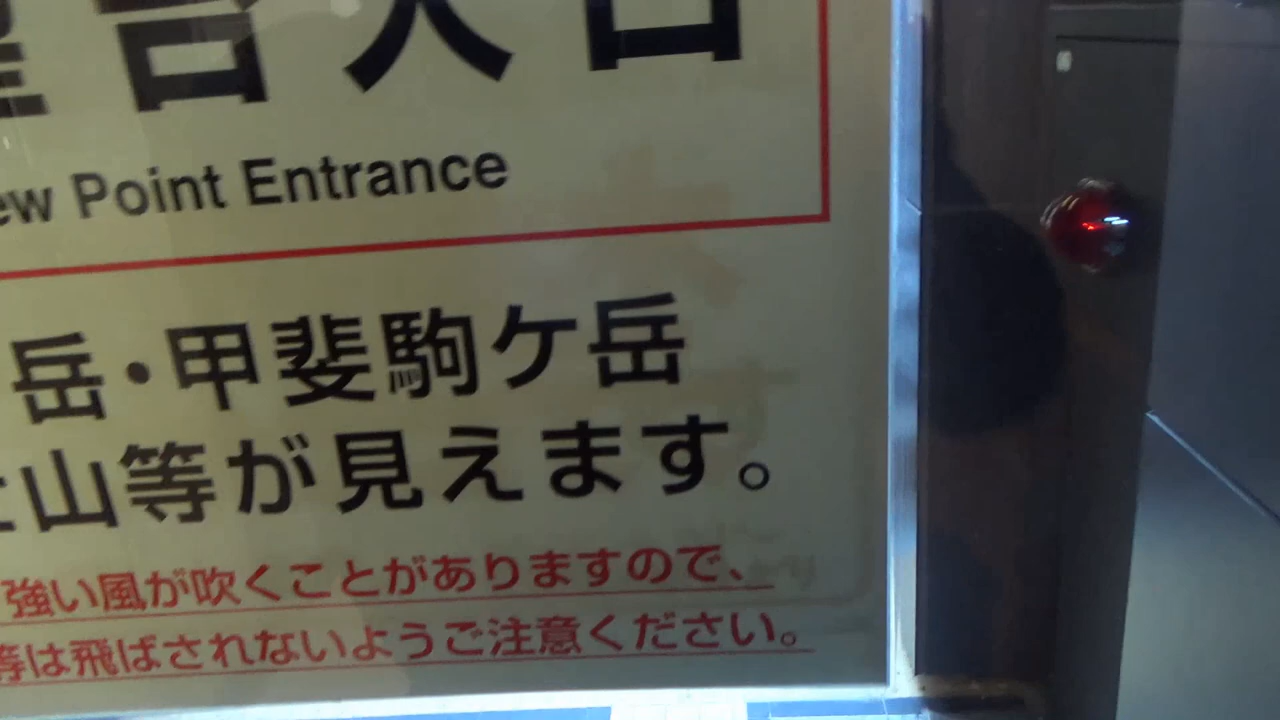 望台入口
ew Point Entrance
岳・甲斐駒ケ岳
山等が見えます。
強い風が吹くことがありますので、
等は飛ばされないようご注意ください。